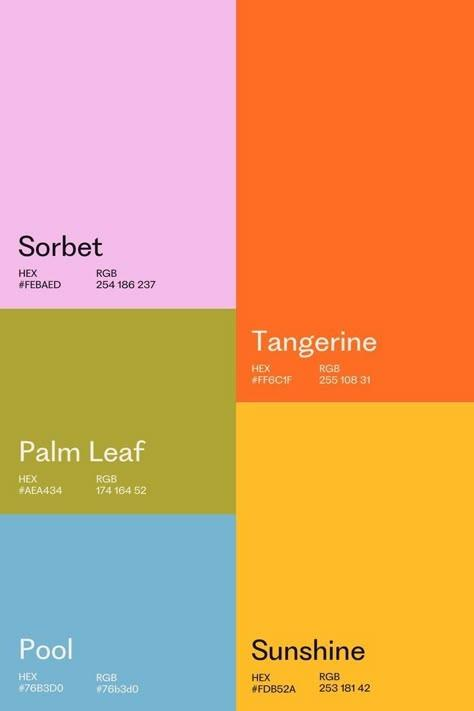 Sorbet
HEX RGB
#FEBAED 254 186 237
Tangerine
HEX RGB
#FF6C1F 255 108 31
Palm Leaf
HEX RGB
#AEA434 174 164 52
Pool
HEX RGB
#76B3D0 #76b3d0
Sunshine
HEX RGB
#FDB52A 253 181 42